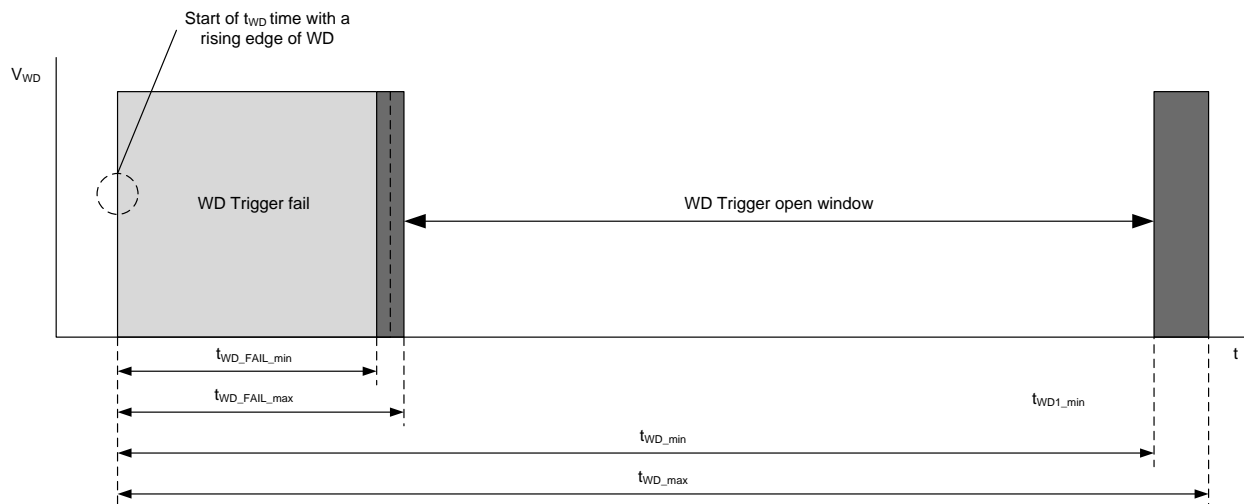 Start of tWD time with a
rising edge of WD
VWD
WD Trigger fail
WD Trigger open window
t
tWD_FAIL_min
tWD_FAIL_max
tWD1_min
tWD_min
tWD_max